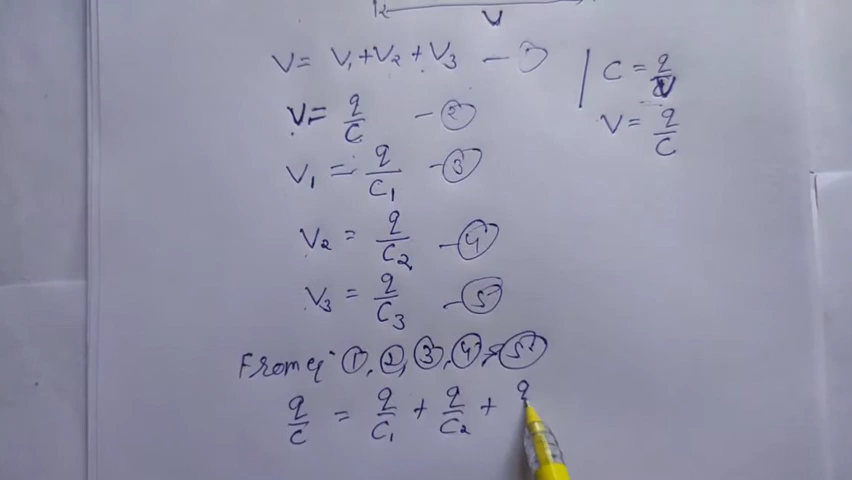 V
V = V₁ + V₂ + V₃ — ①
V = q/C — ②
V₁ = q/C₁ — ③
V₂ = q/C₂ — ④
V₃ = q/C₃ — ⑤
From eqⁿ ①, ②, ③, ④, ⑤
q/C = q/C₁ + q/C₂ + q
C = q/V
V = q/C